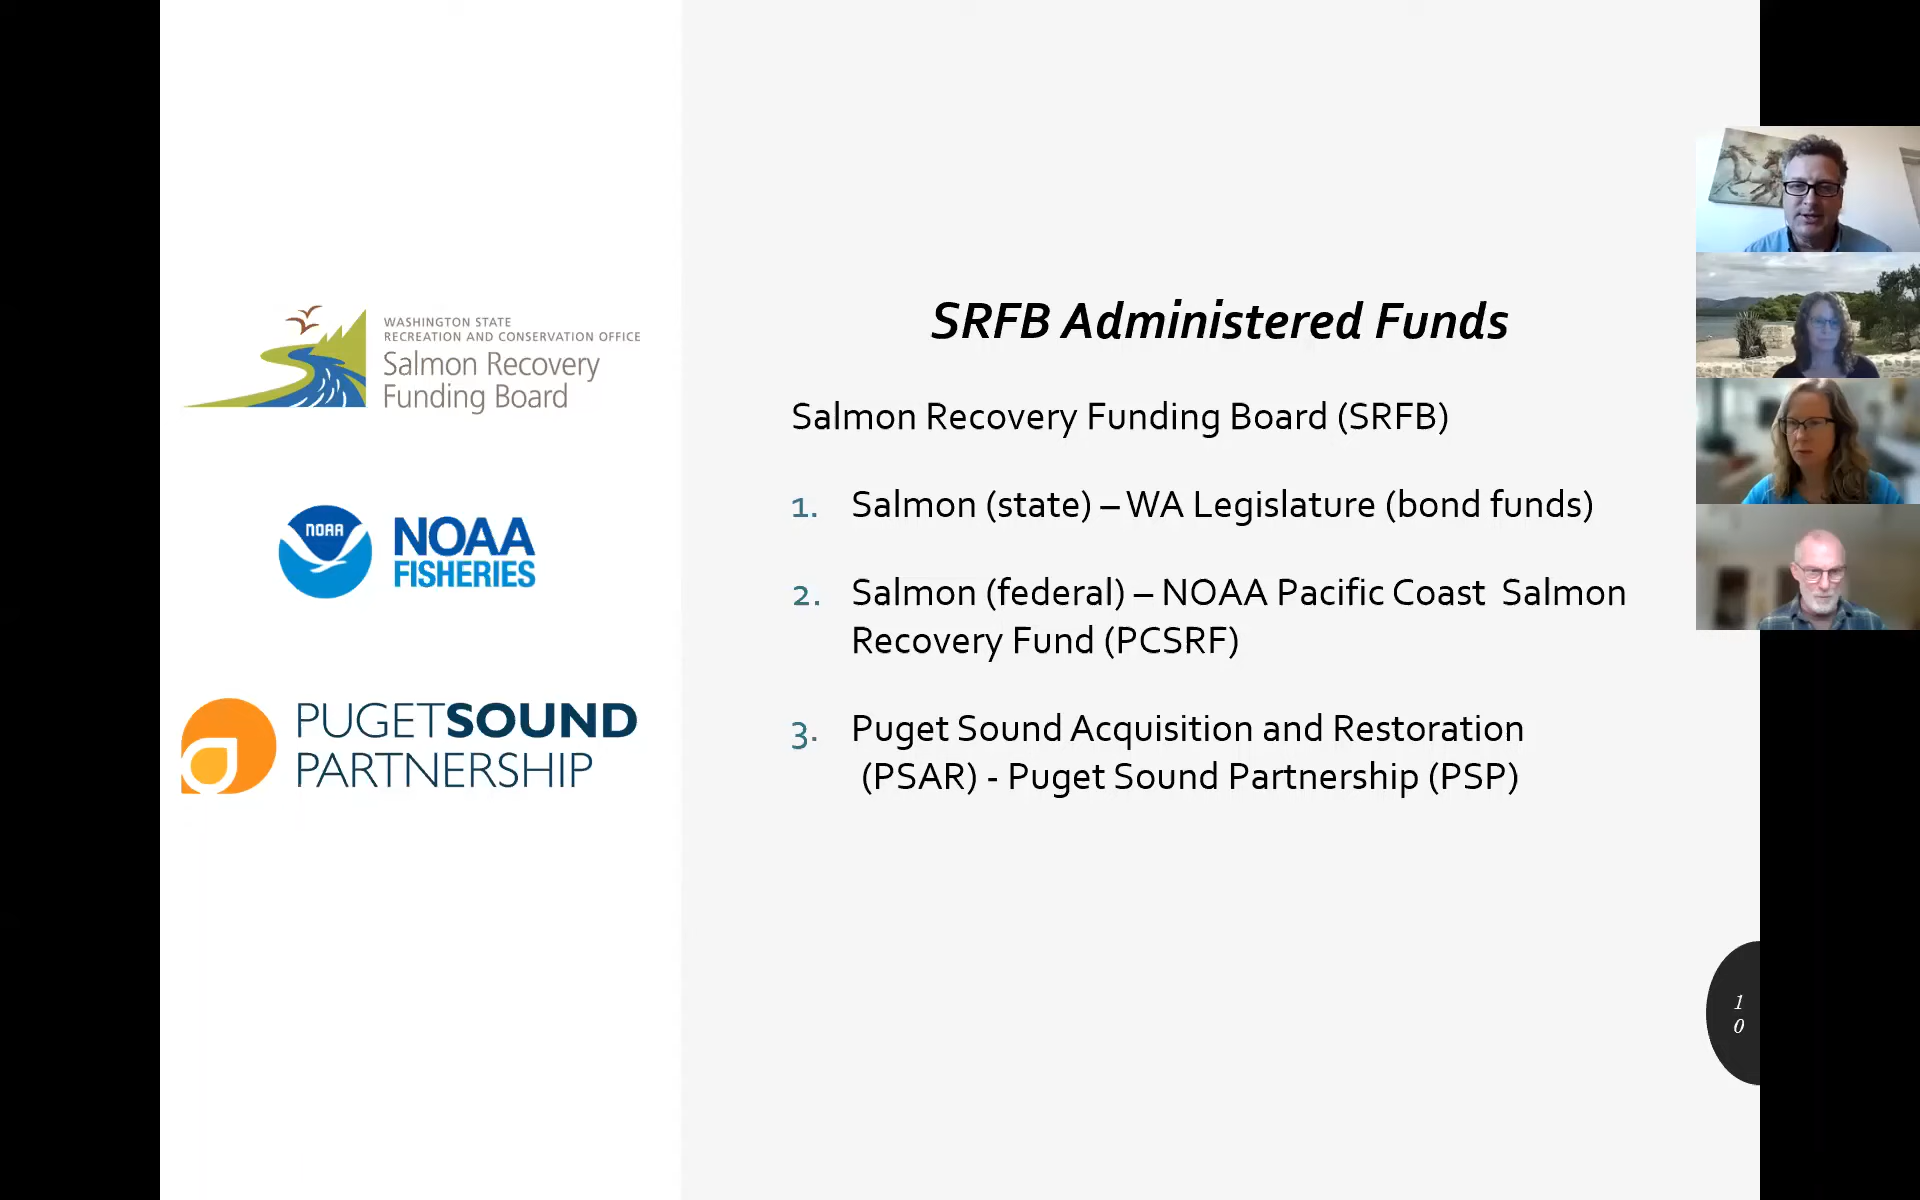 WASHINGTON STATE
RECREATION AND CONSERVATION OFFICE
Salmon Recovery
Funding Board
NOAA
NOAA
FISHERIES
PUGETSOUND
PARTNERSHIP
SRFB Administered Funds
Salmon Recovery Funding Board (SRFB)
1. Salmon (state) – WA Legislature (bond funds)
2. Salmon (federal) – NOAA Pacific Coast Salmon
Recovery Fund (PCSRF)
3. Puget Sound Acquisition and Restoration
(PSAR) - Puget Sound Partnership (PSP)
1
0